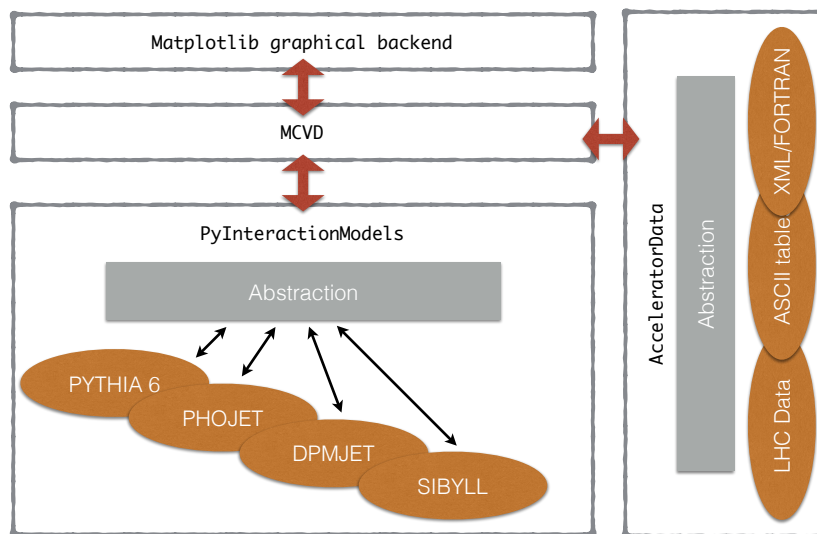 Matplotlib graphical backend
MCVD
PyInteractionModels
Abstraction
PYTHIA 6
PHOJET
DPMJET
SIBYLL
AcceleratorData
Abstraction
XML/FORTRAN
ASCII table
LHC Data